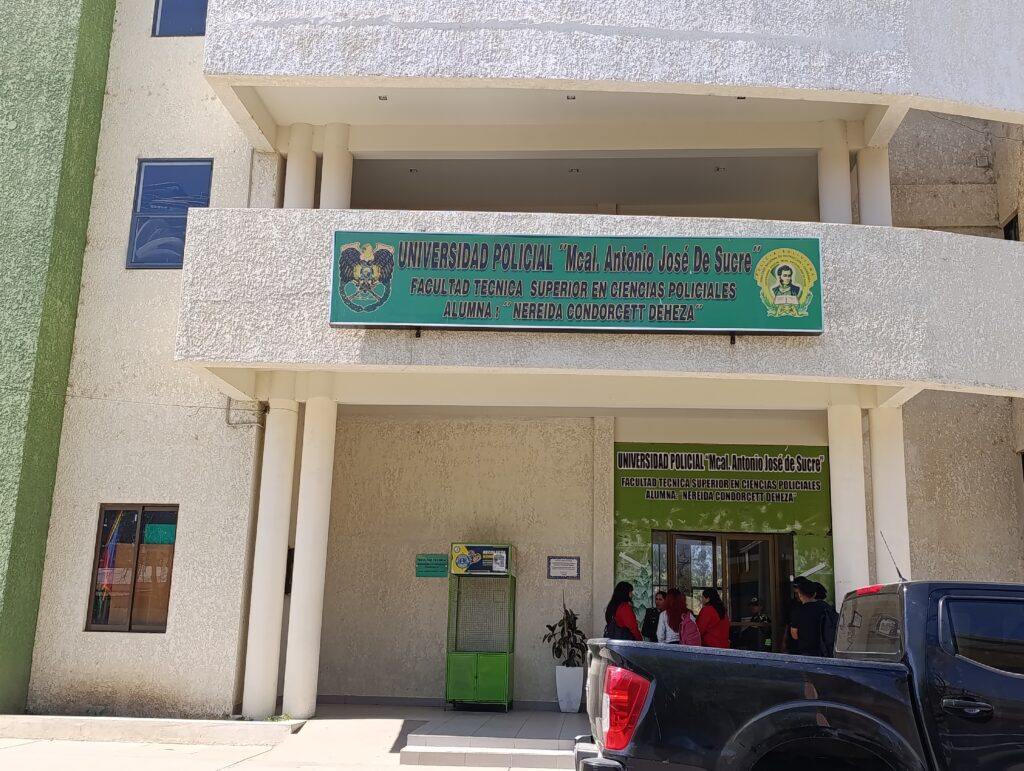 UNIVERSIDAD POLICIAL "Mcal. Antonio José De Sucre"
FACULTAD TECNICA SUPERIOR EN CIENCIAS POLICIALES
ALUMNA : "NEREIDA CONDORCETT DEHEZA"
UNIVERSIDAD POLICIAL "Mcal. Antonio José de Sucre"
FACULTAD TECNICA SUPERIOR EN CIENCIAS POLICIALES
ALUMNA: "NEREIDA CONDORCETT DEHEZA"